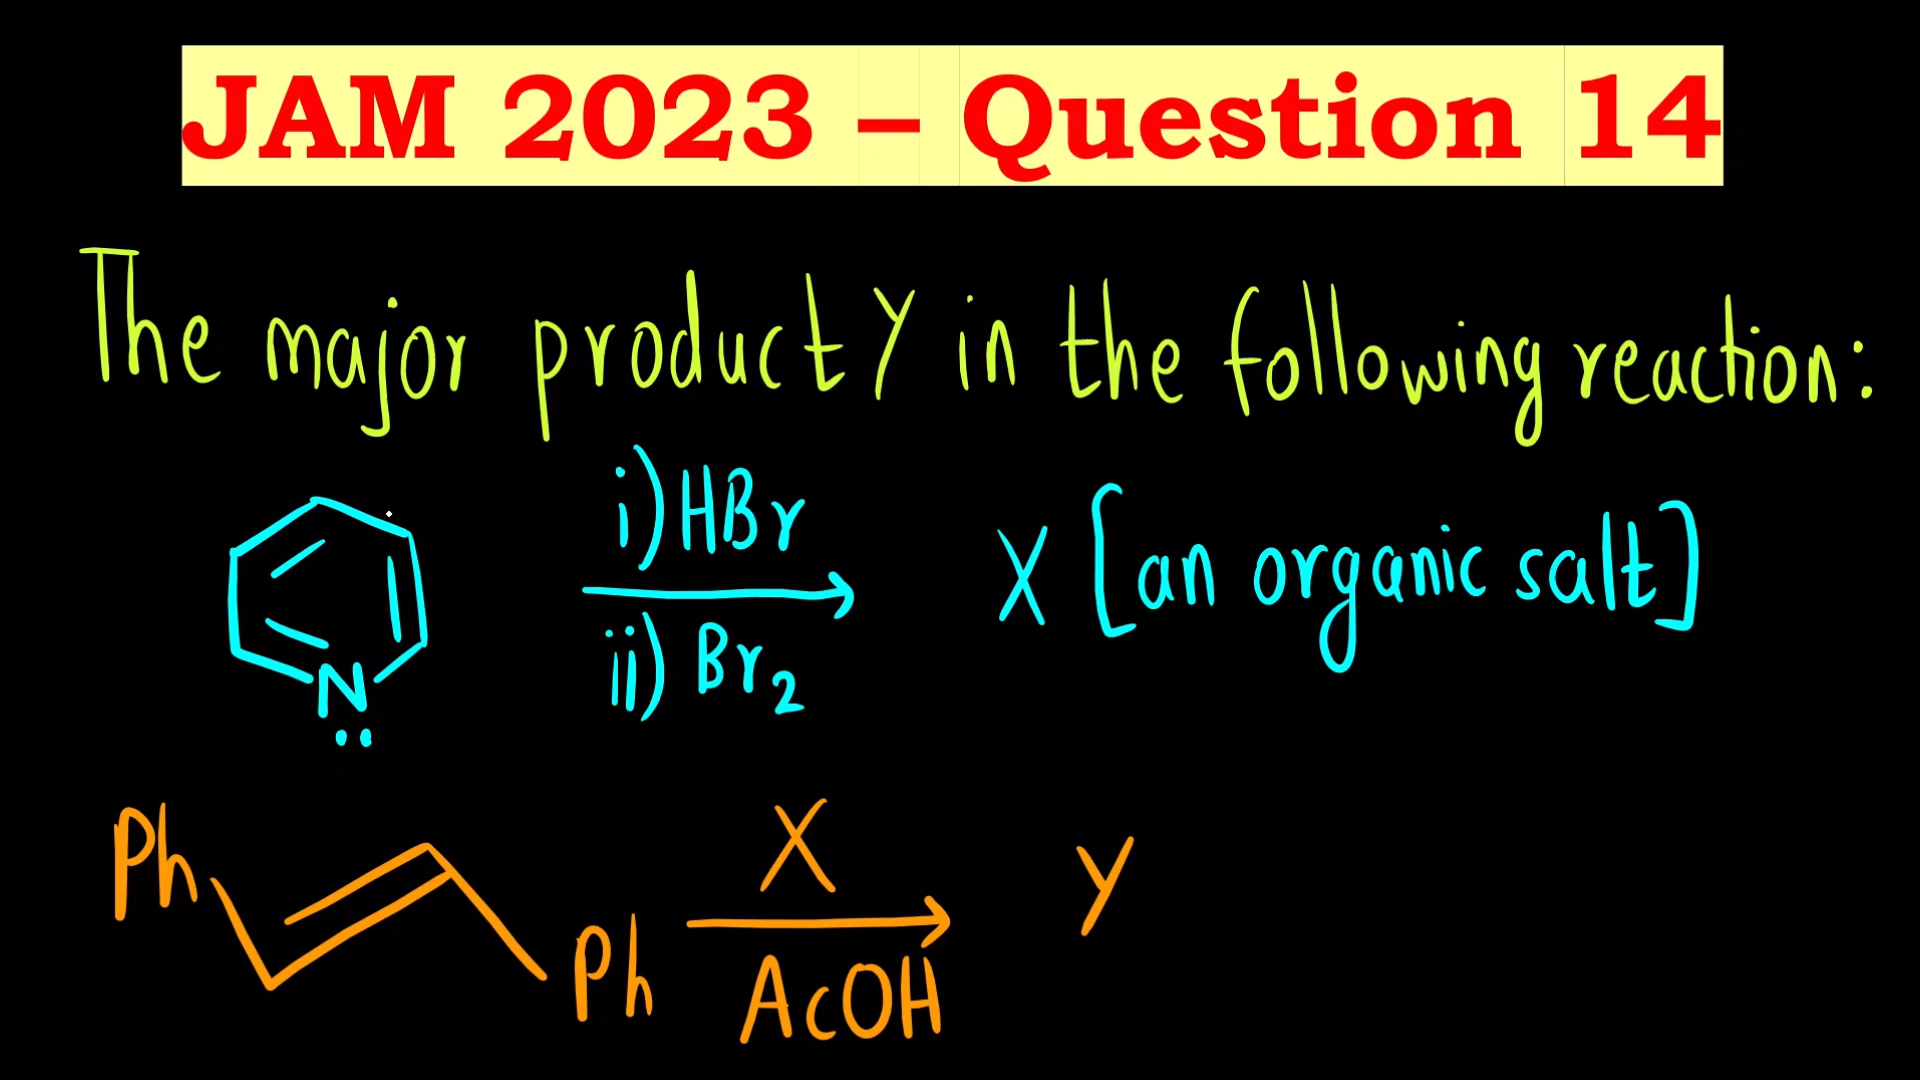 JAM 2023 – Question 14
The major product Y in the following reaction:
i) HBr
X [an organic salt]
ii) Br2
N
Ph
X
Y
Ph
AcOH